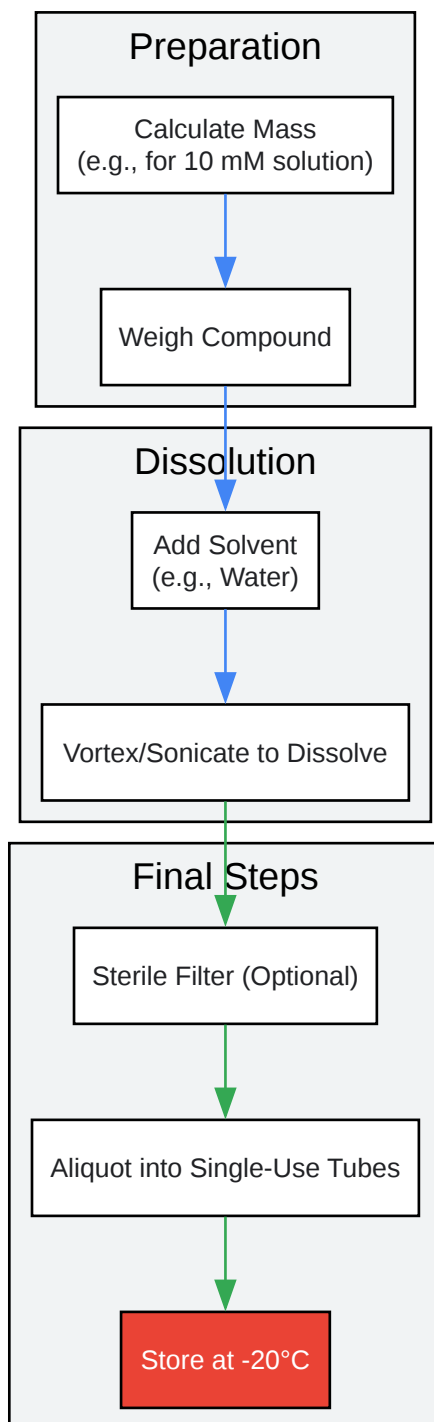 Preparation
Calculate Mass
(e.g., for 10 mM solution)
Weigh Compound
Dissolution
Add Solvent
(e.g., Water)
Vortex/Sonicate to Dissolve
Final Steps
Sterile Filter (Optional)
Aliquot into Single-Use Tubes
Store at -20°C